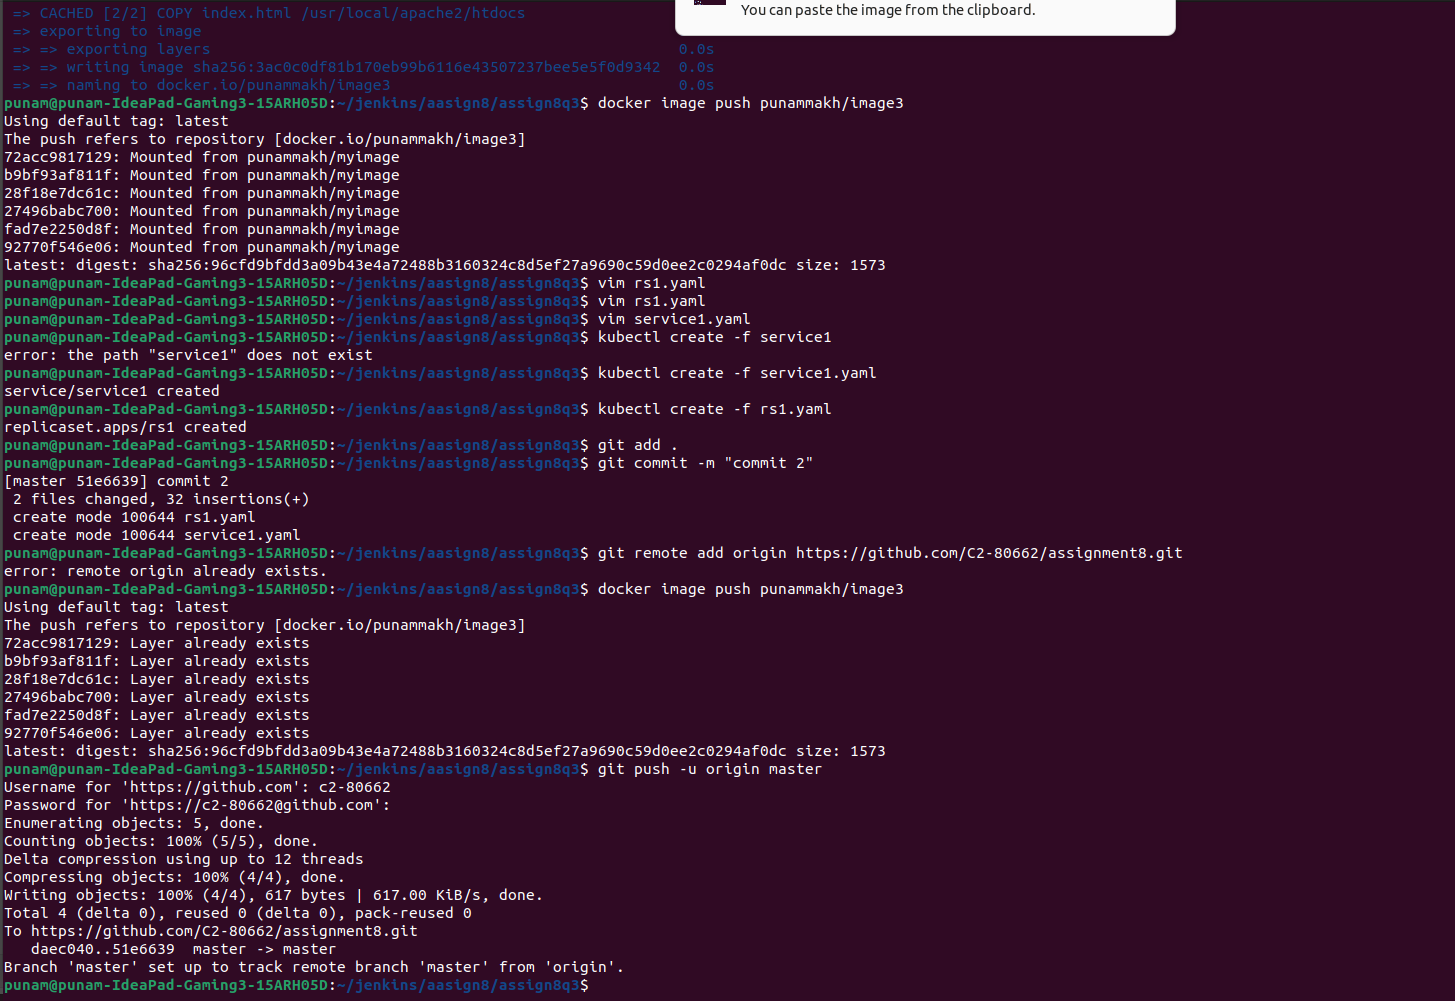 You can paste the image from the clipboard.
=> CACHED [2/2] COPY index.html /usr/local/apache2/htdocs
=> exporting to image
=> => exporting layers 0.0s
=> => writing image sha256:3ac0c0df81b170eb99b6116e43507237bee5e5f0d9342 0.0s
=> => naming to docker.io/punammakh/image3 0.0s
punam@punam-IdeaPad-Gaming3-15ARH05D:~/jenkins/aasign8/assign8q3$ docker image push punammakh/image3
Using default tag: latest
The push refers to repository [docker.io/punammakh/image3]
72acc9817129: Mounted from punammakh/myimage
b9bf93af811f: Mounted from punammakh/myimage
28f18e7dc61c: Mounted from punammakh/myimage
27496babc700: Mounted from punammakh/myimage
fad7e2250d8f: Mounted from punammakh/myimage
92770f546e06: Mounted from punammakh/myimage
latest: digest: sha256:96cfd9bfdd3a09b43e4a72488b3160324c8d5ef27a9690c59d0ee2c0294af0dc size: 1573
punam@punam-IdeaPad-Gaming3-15ARH05D:~/jenkins/aasign8/assign8q3$ vim rs1.yaml
punam@punam-IdeaPad-Gaming3-15ARH05D:~/jenkins/aasign8/assign8q3$ vim rs1.yaml
punam@punam-IdeaPad-Gaming3-15ARH05D:~/jenkins/aasign8/assign8q3$ vim service1.yaml
punam@punam-IdeaPad-Gaming3-15ARH05D:~/jenkins/aasign8/assign8q3$ kubectl create -f service1
error: the path "service1" does not exist
punam@punam-IdeaPad-Gaming3-15ARH05D:~/jenkins/aasign8/assign8q3$ kubectl create -f service1.yaml
service/service1 created
punam@punam-IdeaPad-Gaming3-15ARH05D:~/jenkins/aasign8/assign8q3$ kubectl create -f rs1.yaml
replicaset.apps/rs1 created
punam@punam-IdeaPad-Gaming3-15ARH05D:~/jenkins/aasign8/assign8q3$ git add .
punam@punam-IdeaPad-Gaming3-15ARH05D:~/jenkins/aasign8/assign8q3$ git commit -m "commit 2"
[master 51e6639] commit 2
2 files changed, 32 insertions(+)
create mode 100644 rs1.yaml
create mode 100644 service1.yaml
punam@punam-IdeaPad-Gaming3-15ARH05D:~/jenkins/aasign8/assign8q3$ git remote add origin https://github.com/C2-80662/assignment8.git
error: remote origin already exists.
punam@punam-IdeaPad-Gaming3-15ARH05D:~/jenkins/aasign8/assign8q3$ docker image push punammakh/image3
Using default tag: latest
The push refers to repository [docker.io/punammakh/image3]
72acc9817129: Layer already exists
b9bf93af811f: Layer already exists
28f18e7dc61c: Layer already exists
27496babc700: Layer already exists
fad7e2250d8f: Layer already exists
92770f546e06: Layer already exists
latest: digest: sha256:96cfd9bfdd3a09b43e4a72488b3160324c8d5ef27a9690c59d0ee2c0294af0dc size: 1573
punam@punam-IdeaPad-Gaming3-15ARH05D:~/jenkins/aasign8/assign8q3$ git push -u origin master
Username for 'https://github.com': c2-80662
Password for 'https://c2-80662@github.com':
Enumerating objects: 5, done.
Counting objects: 100% (5/5), done.
Delta compression using up to 12 threads
Compressing objects: 100% (4/4), done.
Writing objects: 100% (4/4), 617 bytes | 617.00 KiB/s, done.
Total 4 (delta 0), reused 0 (delta 0), pack-reused 0
To https://github.com/C2-80662/assignment8.git
daec040..51e6639 master -> master
Branch 'master' set up to track remote branch 'master' from 'origin'.
punam@punam-IdeaPad-Gaming3-15ARH05D:~/jenkins/aasign8/assign8q3$